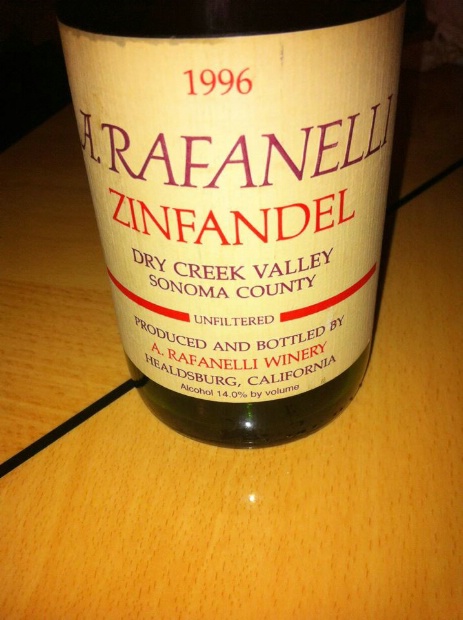 1996
A. RAFANELLI
ZINFANDEL
DRY CREEK VALLEY
SONOMA COUNTY
UNFILTERED
PRODUCED AND BOTTLED BY
A. RAFANELLI WINERY
HEALDSBURG, CALIFORNIA
Alcohol 14.0% by volume